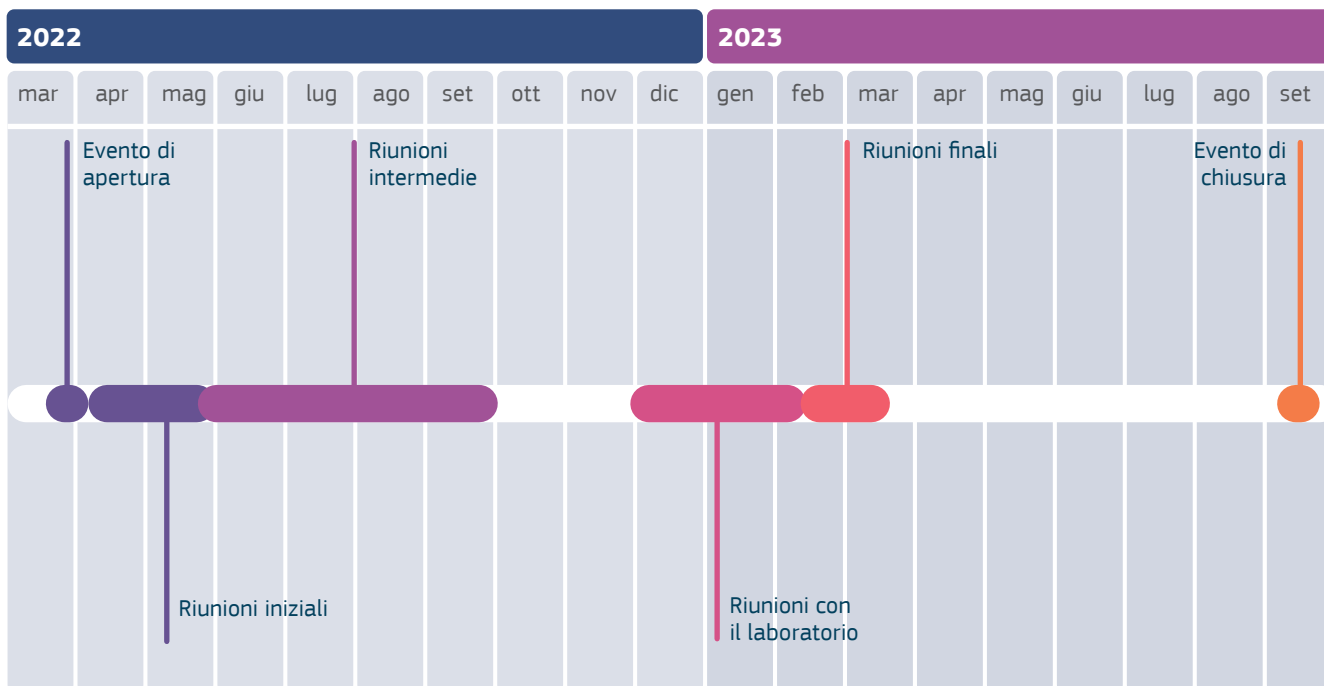 2022
2023
mar apr mag giu lug ago set ott nov dic gen feb mar apr mag giu lug ago set
Evento di
apertura
Riunioni
intermedie
Riunioni finali
Evento di
chiusura
Riunioni iniziali
Riunioni con
il laboratorio